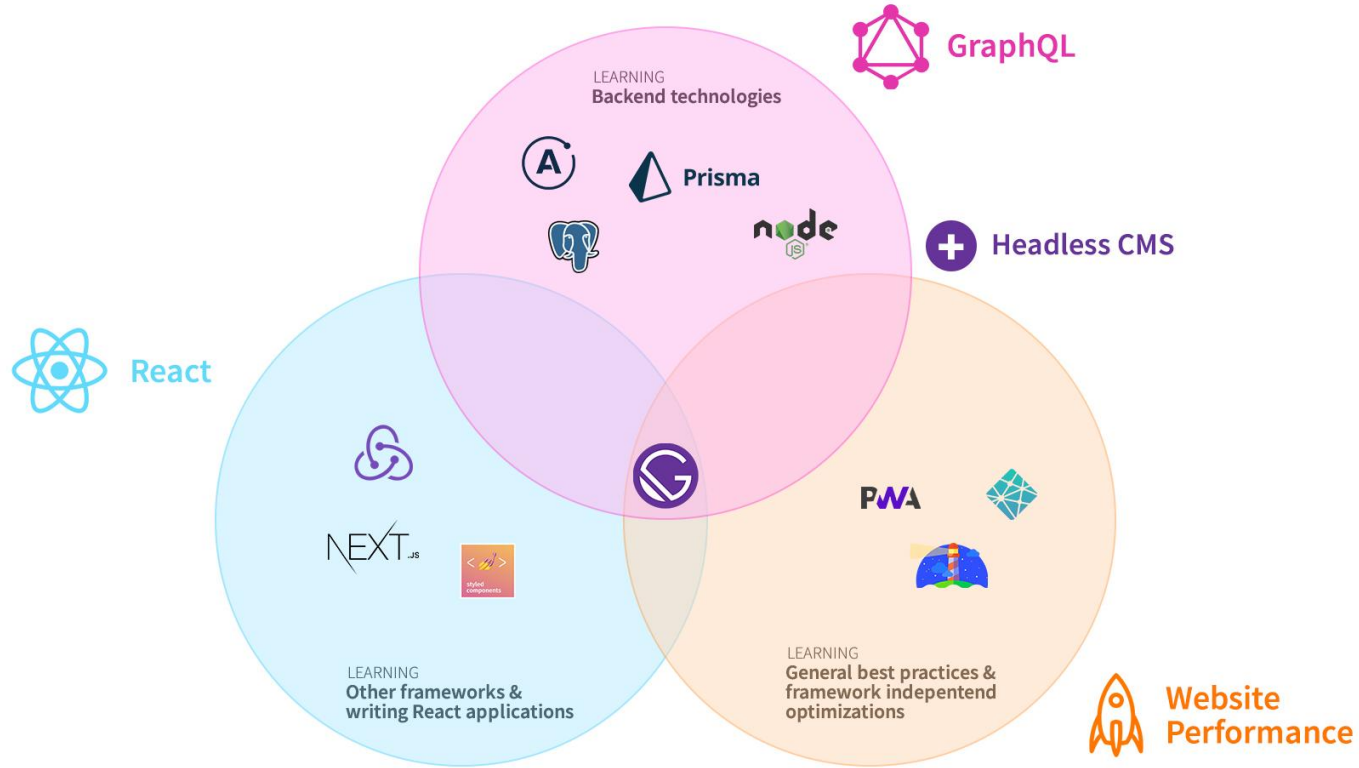 GraphQL
LEARNING
Backend technologies
A
Prisma
node
JS
Headless CMS
React
NEXT.JS
< >
styled
components
G
PWA
LEARNING
Other frameworks &
writing React applications
LEARNING
General best practices &
framework indepentend
optimizations
Website
Performance